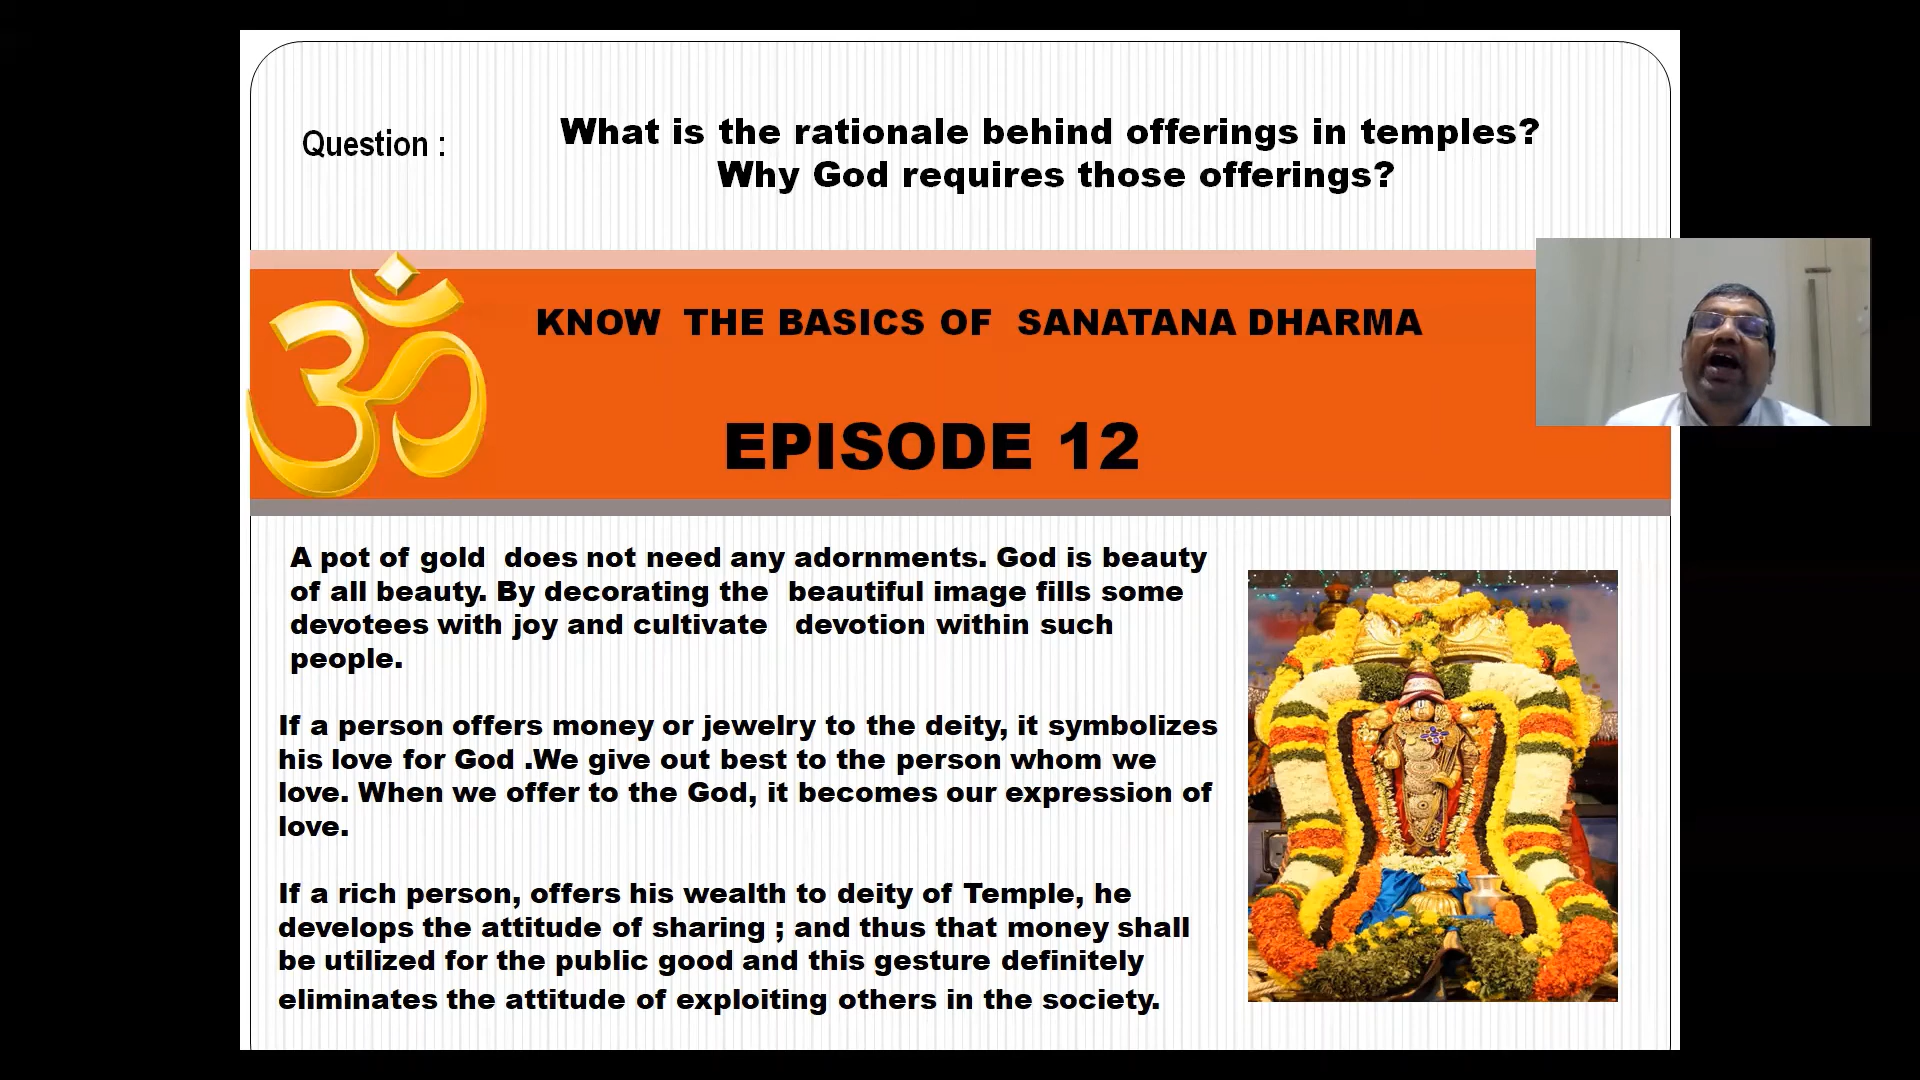 Question :
What is the rationale behind offerings in temples?
Why God requires those offerings?
ॐ
KNOW THE BASICS OF SANATANA DHARMA
EPISODE 12
A pot of gold does not need any adornments. God is beauty
of all beauty. By decorating the beautiful image fills some
devotees with joy and cultivate devotion within such
people.
If a person offers money or jewelry to the deity, it symbolizes
his love for God .We give out best to the person whom we
love. When we offer to the God, it becomes our expression of
love.
If a rich person, offers his wealth to deity of Temple, he
develops the attitude of sharing ; and thus that money shall
be utilized for the public good and this gesture definitely
eliminates the attitude of exploiting others in the society.